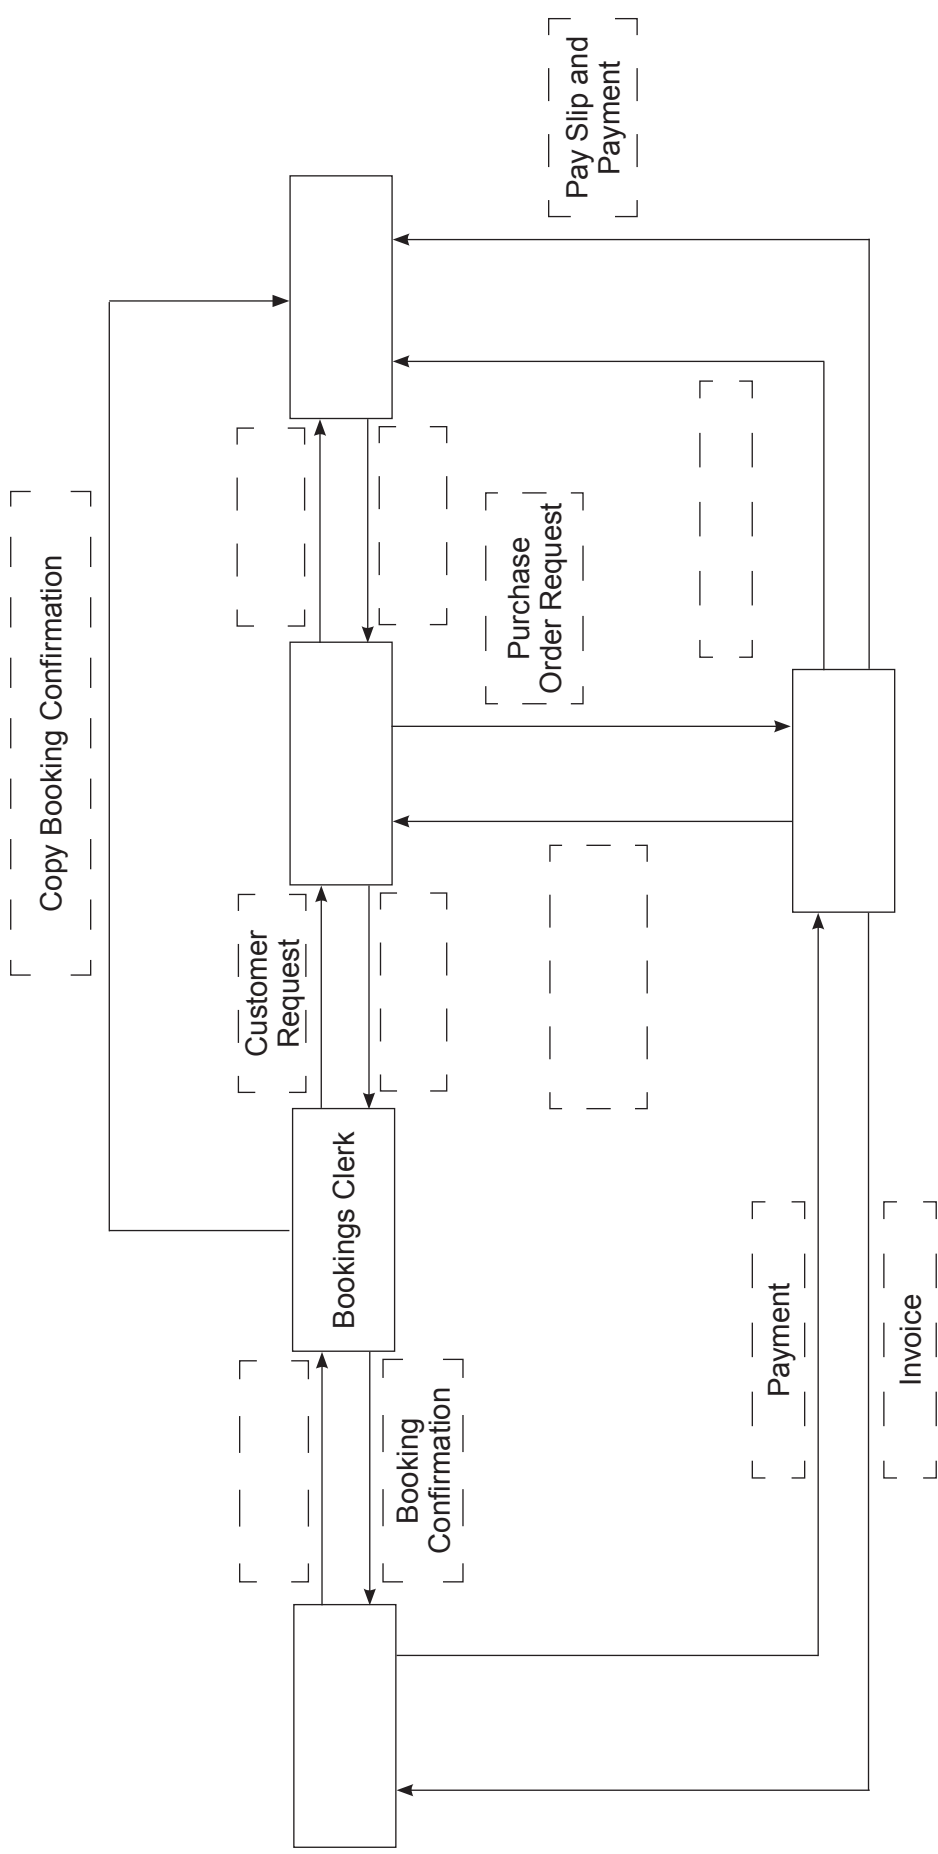 Copy Booking Confirmation
Customer
Request
Bookings Clerk
Booking
Confirmation
Purchase
Order Request
Pay Slip and
Payment
Payment
Invoice